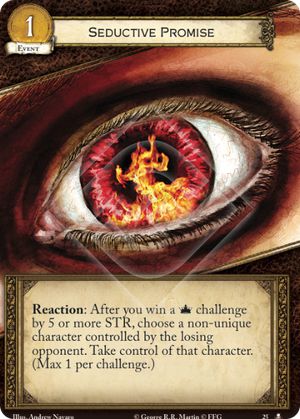 1
SEDUCTIVE PROMISE
EVENT
Reaction: After you win a challenge
by 5 or more STR, choose a non-unique
character controlled by the losing
opponent. Take control of that character.
(Max 1 per challenge.)
Illus. Andrew Navaro © George R.R. Martin © FFG 25